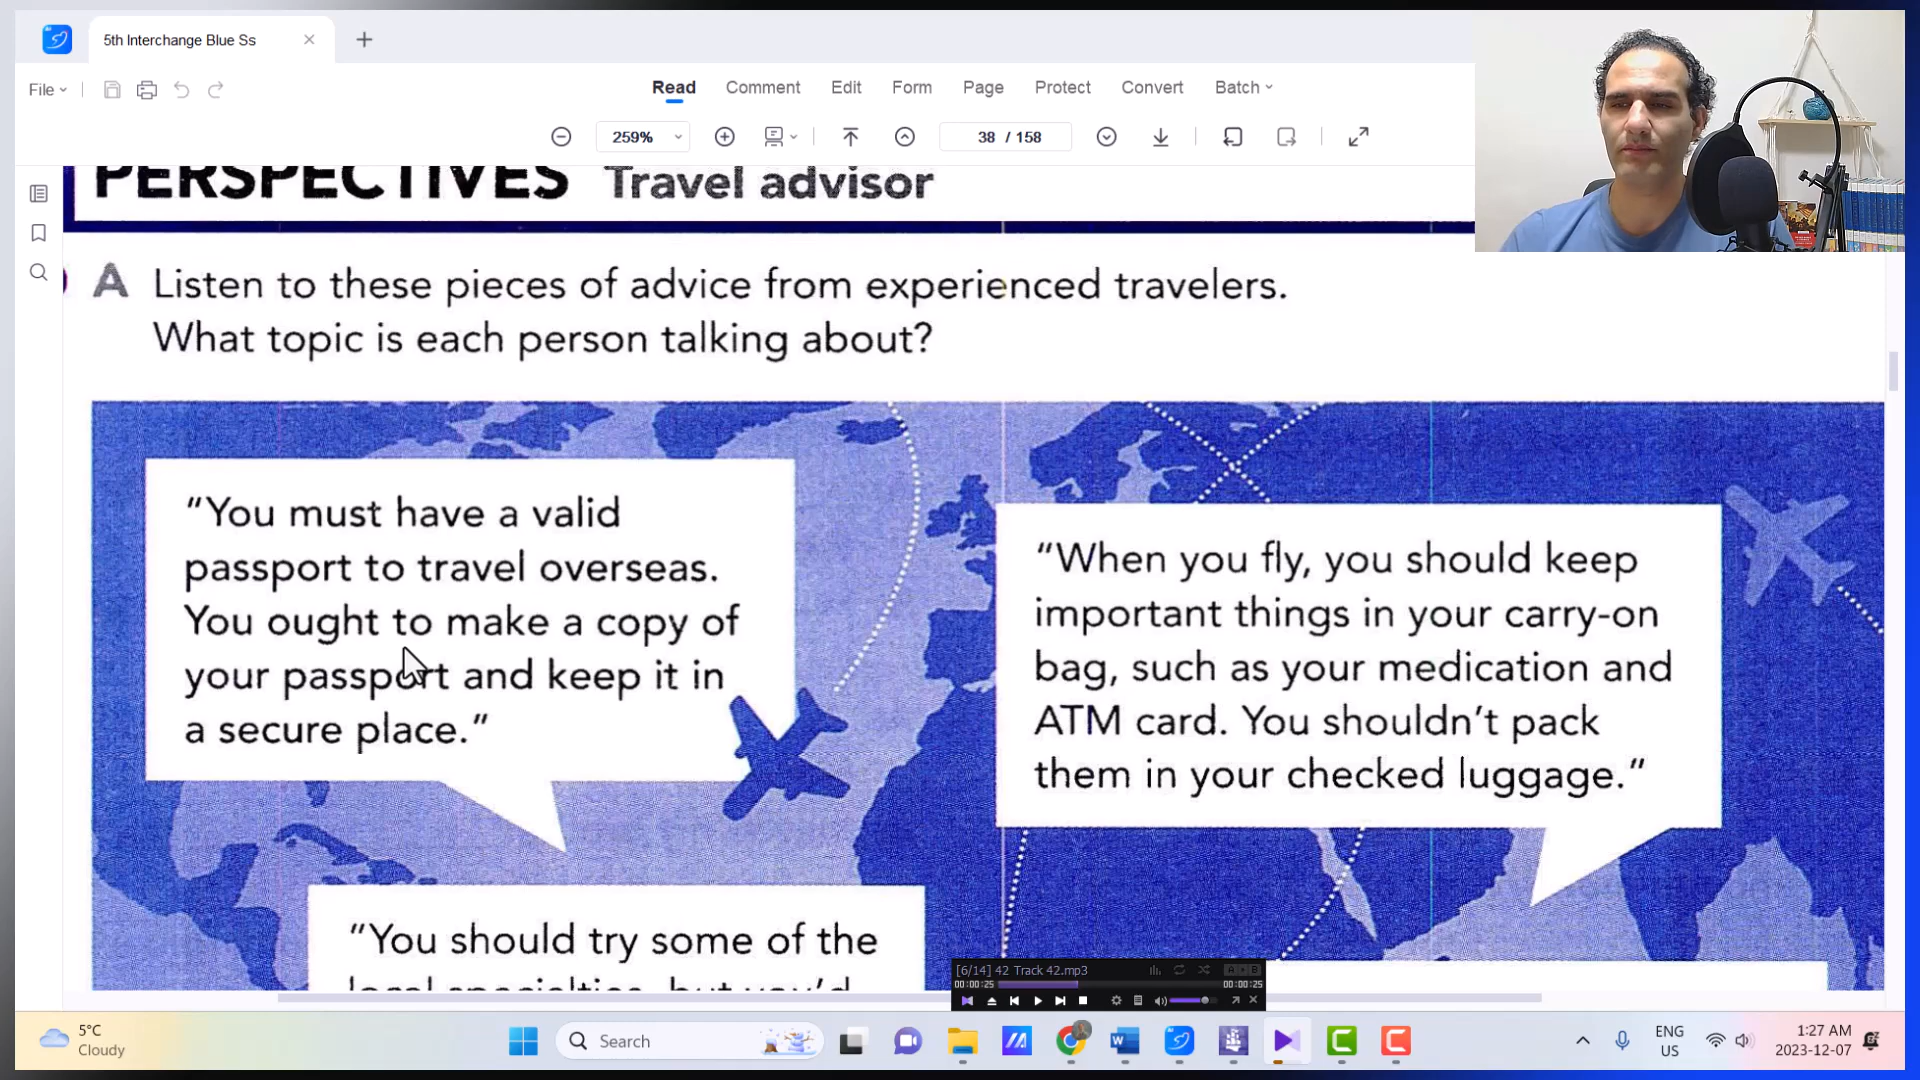 5th Interchange Blue Ss
File
Read Comment Edit Form Page Protect Convert Batch
259%
38 / 158
PERSPECTIVES Travel advisor
A Listen to these pieces of advice from experienced travelers.
What topic is each person talking about?
"You must have a valid
passport to travel overseas.
You ought to make a copy of
your passport and keep it in
a secure place."
"When you fly, you should keep
important things in your carry-on
bag, such as your medication and
ATM card. You shouldn't pack
them in your checked luggage."
"You should try some of the
local specialties, but you'd
[6/14] 42 Track 42.mp3
00:00:25
00:00:25
5°C
Cloudy
Search
ENG
US
1:27 AM
2023-12-07